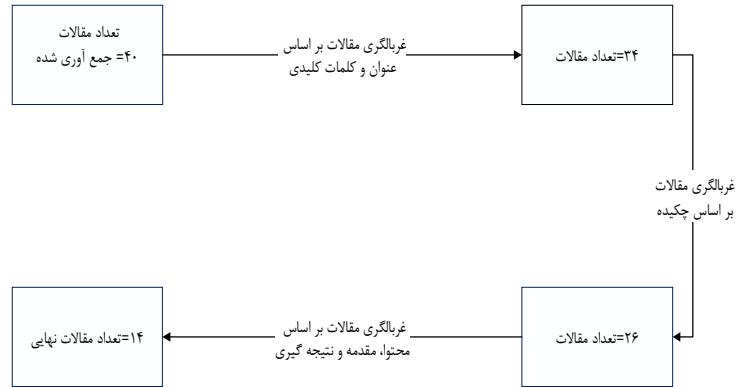 تعداد مقالات
جمع آوری شده =۴۰
غربالگری مقالات بر اساس
عنوان و کلمات کلیدی
تعداد مقالات=۳۴
غربالگری مقالات
بر اساس چکیده
تعداد مقالات=۲۶
غربالگری مقالات بر اساس
محتوا، مقدمه و نتیجه گیری
تعداد مقالات نهایی=۱۴